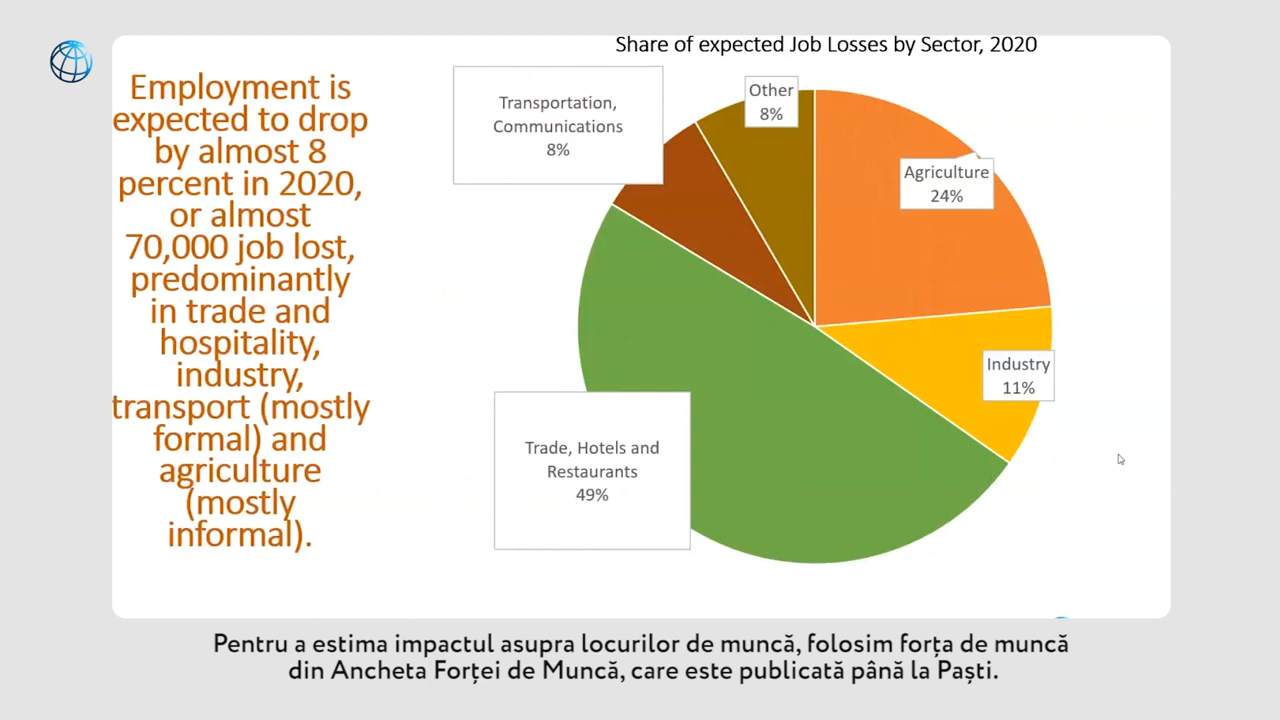 Share of expected Job Losses by Sector, 2020
Employment is
expected to drop
by almost 8
percent in 2020,
or almost
70,000 job lost,
predominantly
in trade and
hospitality,
industry,
transport (mostly
formal) and
agriculture
(mostly
informal).
Transportation,
Communications
8%
Other
8%
Agriculture
24%
Industry
11%
Trade, Hotels and
Restaurants
49%
Pentru a estima impactul asupra locurilor de muncă, folosim forța de muncă
din Ancheta Forței de Muncă, care este publicată până la Paști.